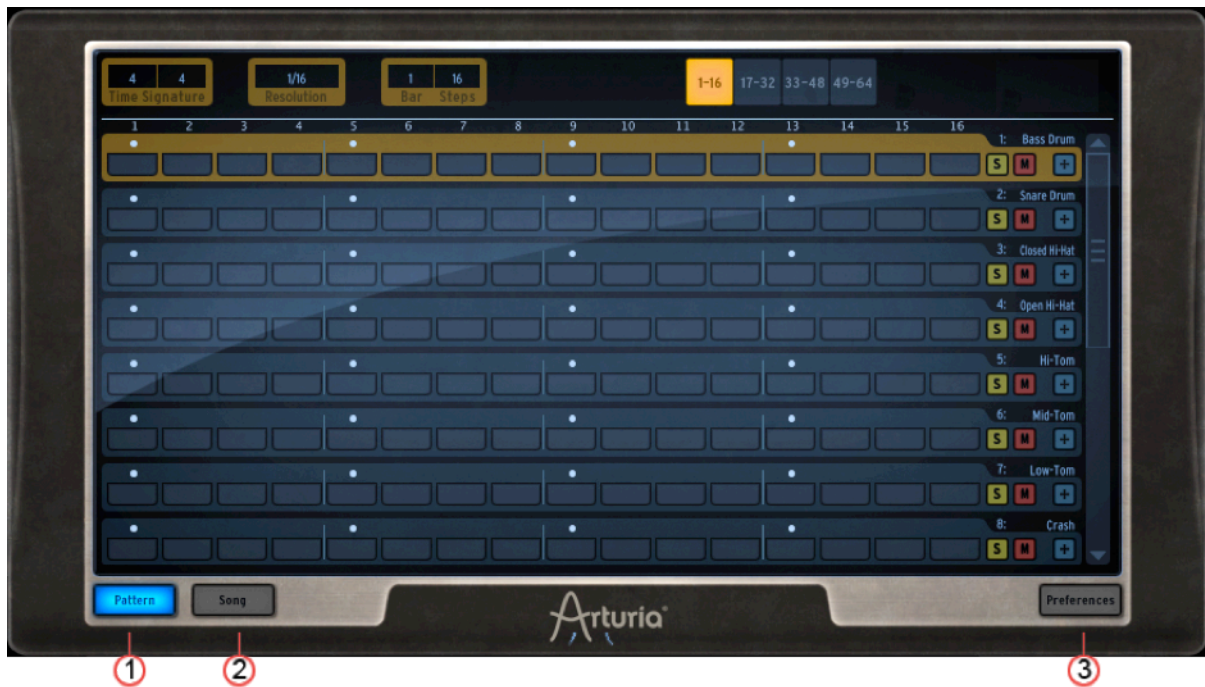 4 4
Time Signature
1/16
Resolution
1 16
Bar Steps
1-16 17-32 33-48 49-64
1 2 3 4 5 6 7 8 9 10 11 12 13 14 15 16
1: Bass Drum
S M +
2: Snare Drum
S M +
3: Closed Hi-Hat
S M +
4: Open Hi-Hat
S M +
5: Hi-Tom
S M +
6: Mid-Tom
S M +
7: Low-Tom
S M +
8: Crash
S M +
Pattern Song
Arturia®
Preferences
1 2 3